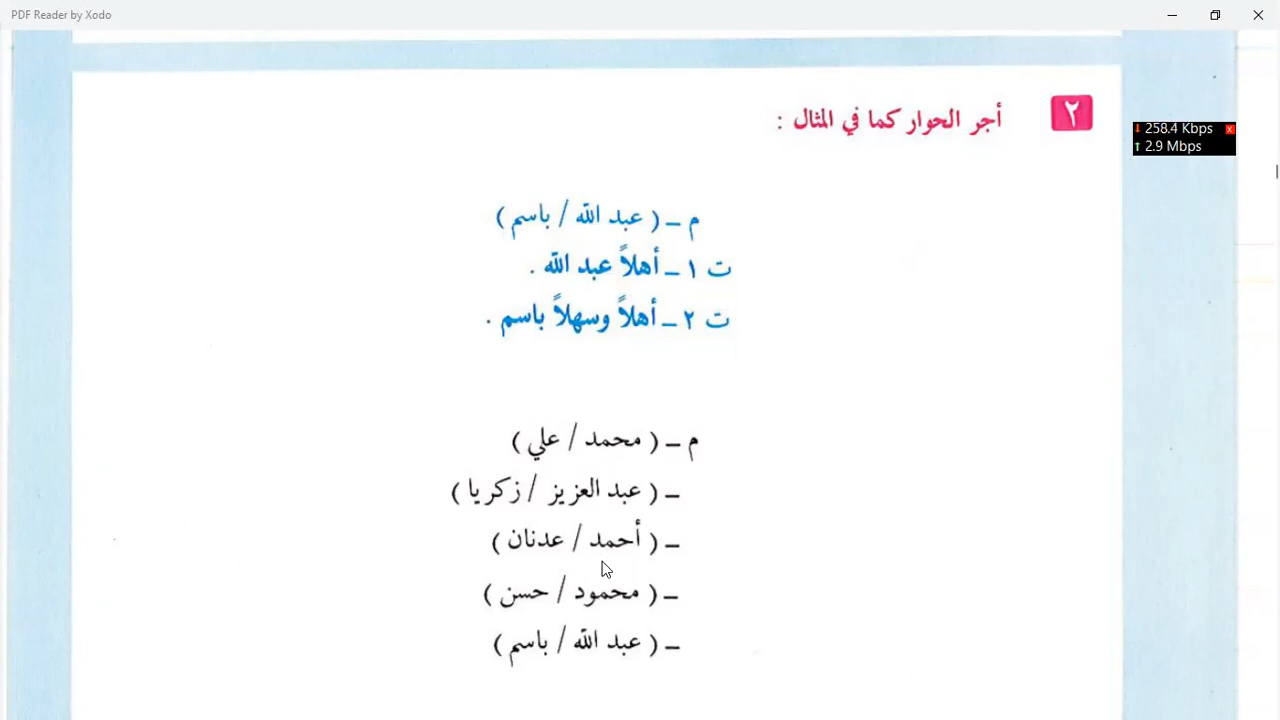 PDF Reader by Xodo
٢ أجر الحوار كما في المثال :
258.4 Kbps x
2.9 Mbps
م ـ ( عبد الله / باسم )
ت ١ ـ أهلاً عبد الله .
ت ٢ ـ أهلاً وسهلاً باسم .
م ـ ( محمد / علي )
ـ ( عبد العزيز / زكريا )
ـ ( أحمد / عدنان )
ـ ( محمود / حسن )
ـ ( عبد الله / باسم )